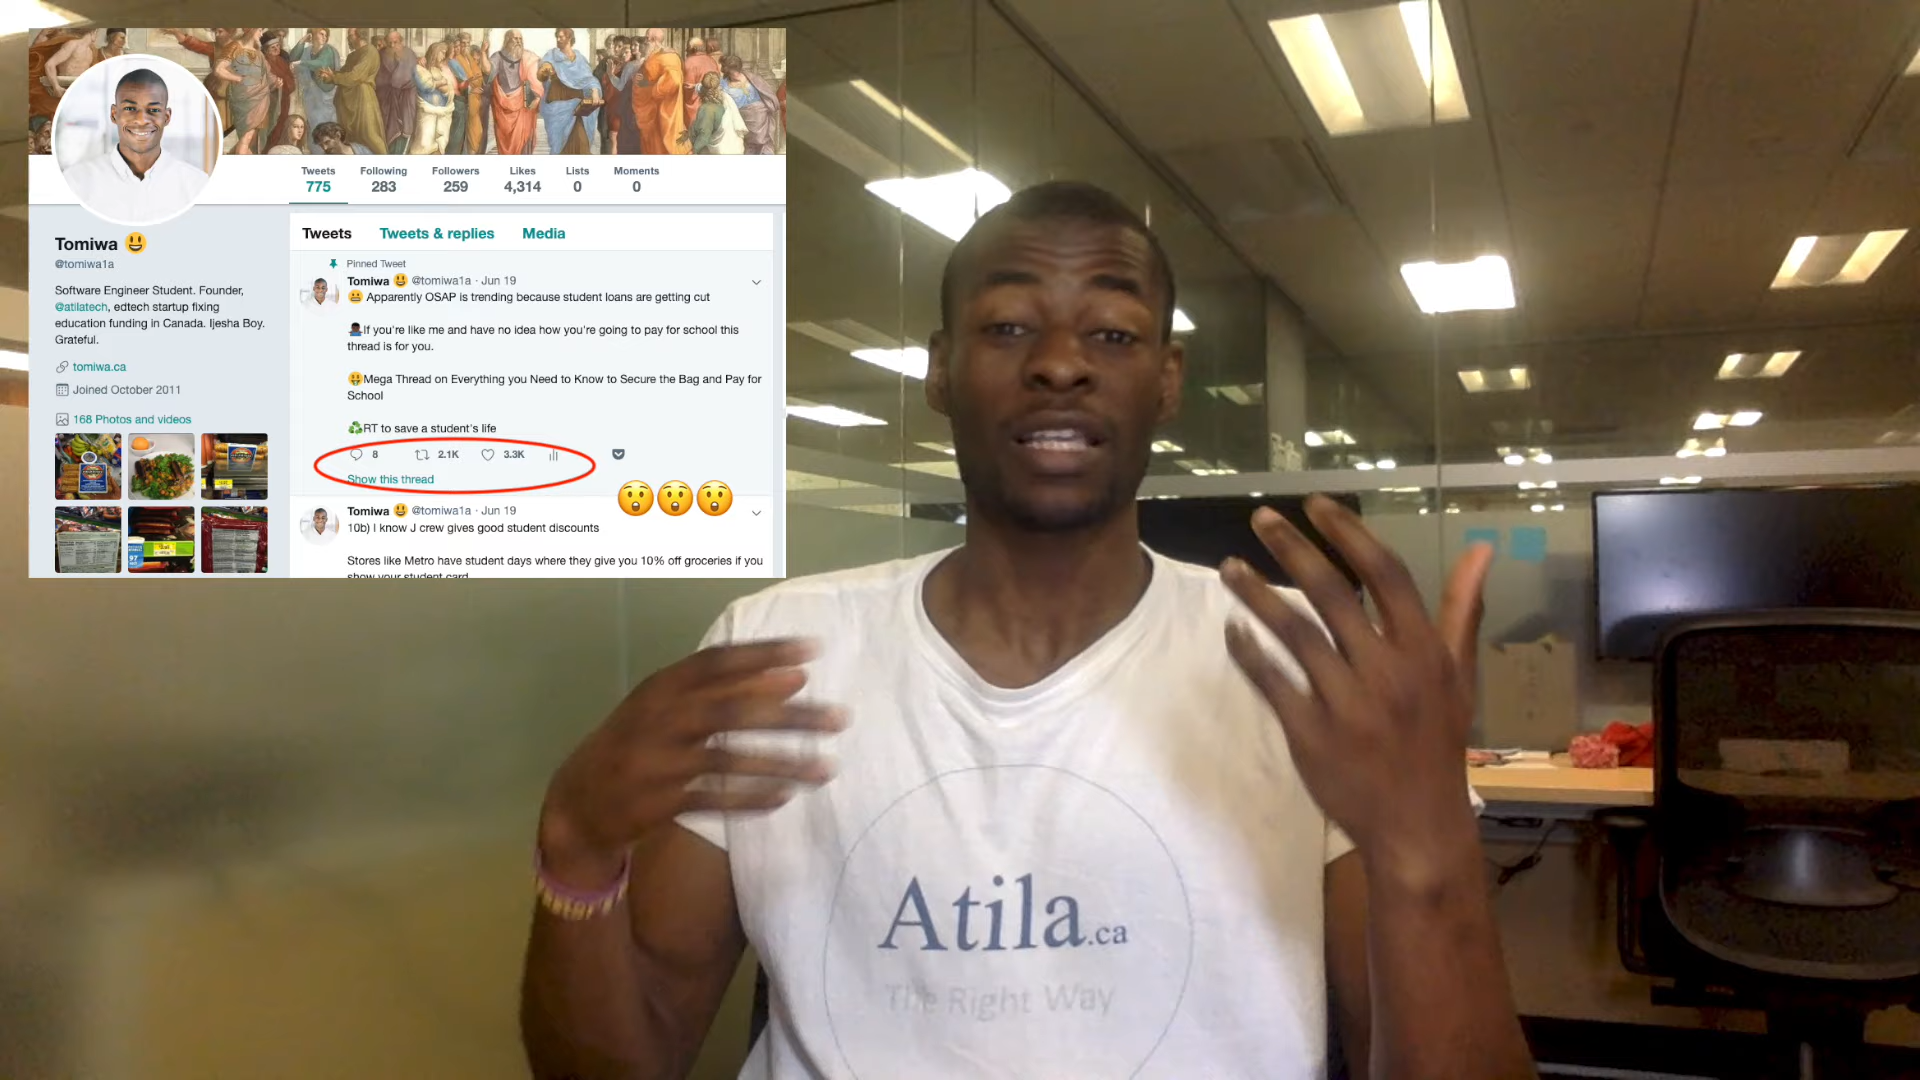 Tweets Following Followers Likes Lists Moments
775 283 259 4,314 0 0
Tomiwa 😃
@tomiwa1a
Software Engineer Student. Founder,
@atilatech, edtech startup fixing
education funding in Canada. Ijesha Boy.
Grateful.
tomiwa.ca
Joined October 2011
168 Photos and videos
Tweets Tweets & replies Media
Pinned Tweet
Tomiwa 😃 @tomiwa1a · Jun 19
😬 Apparently OSAP is trending because student loans are getting cut
🤷🏿‍♂️If you're like me and have no idea how you're going to pay for school this
thread is for you.
🤑Mega Thread on Everything you Need to Know to Secure the Bag and Pay for
School
♻️RT to save a student's life
8 2.1K 3.3K
Show this thread
😲😲😲
Tomiwa 😃 @tomiwa1a · Jun 19
10b) I know J crew gives good student discounts
Stores like Metro have student days where they give you 10% off groceries if you
show your student card
Atila.ca
The Right Way